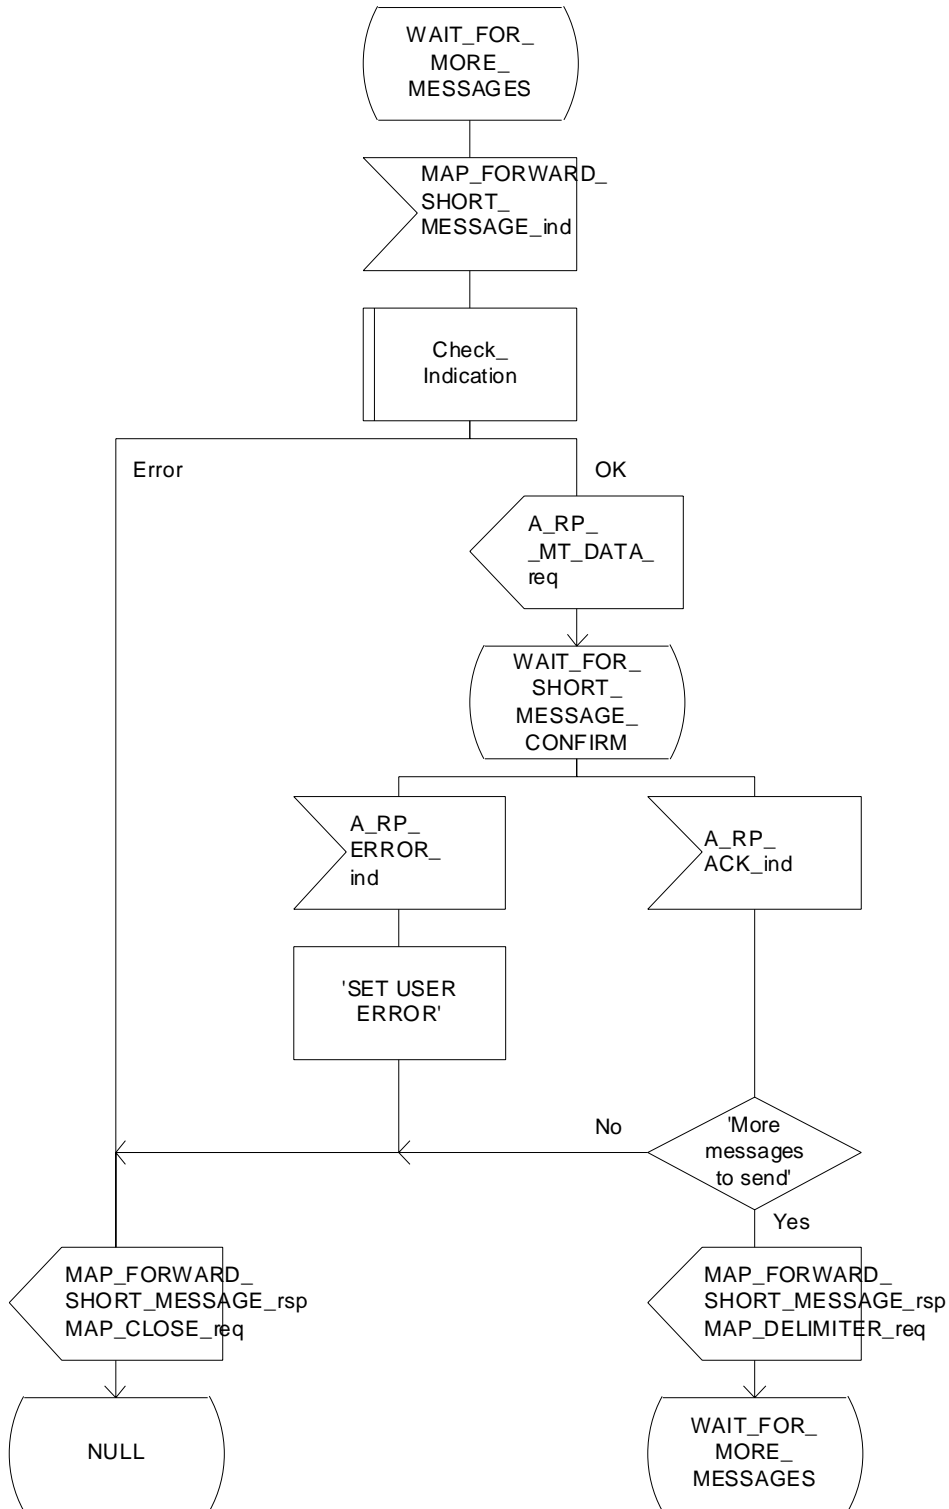 WAIT_FOR_
MORE_
MESSAGES
MAP_FORWARD_
SHORT_
MESSAGE_ind
Check_
Indication
Error
OK
A_RP_
_MT_DATA_
req
WAIT_FOR_
SHORT_
MESSAGE_
CONFIRM
A_RP_
ERROR_
ind
A_RP_
ACK_ind
'SET USER
ERROR'
No
'More
messages
to send'
Yes
MAP_FORWARD_
SHORT_MESSAGE_rsp
MAP_CLOSE_req
MAP_FORWARD_
SHORT_MESSAGE_rsp
MAP_DELIMITER_req
NULL
WAIT_FOR_
MORE_
MESSAGES